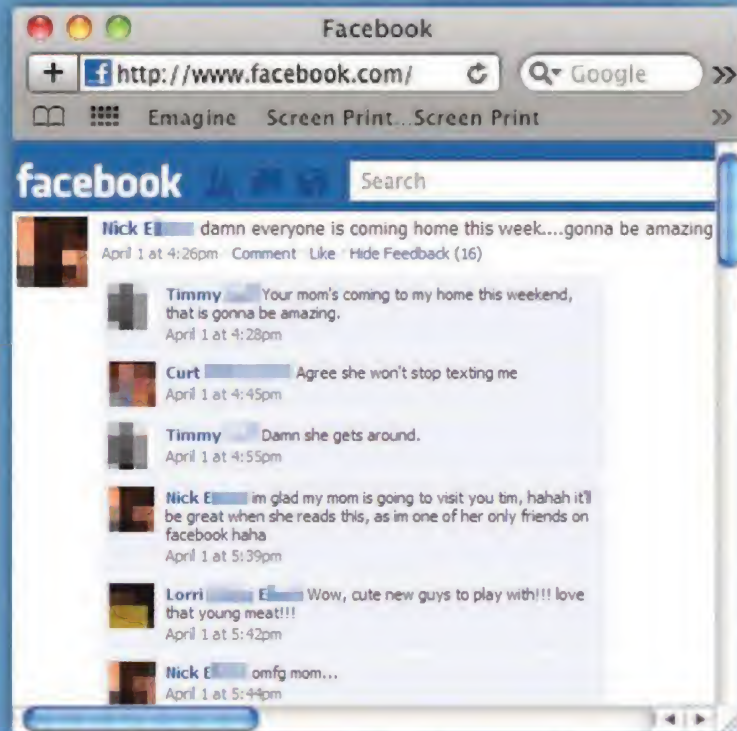 Facebook
+ http://www.facebook.com/ Google
Emagine Screen Print...Screen Print
facebook Search
Nick E damn everyone is coming home this week....gonna be amazing
April 1 at 4:26pm · Comment · Like · Hide Feedback (16)
Timmy Your mom's coming to my home this weekend,
that is gonna be amazing.
April 1 at 4:28pm
Curt Agree she won't stop texting me
April 1 at 4:45pm
Timmy Damn she gets around.
April 1 at 4:55pm
Nick E im glad my mom is going to visit you tim, hahah it'll
be great when she reads this, as im one of her only friends on
facebook haha
April 1 at 5:39pm
Lorri E Wow, cute new guys to play with!!! love
that young meat!!!
April 1 at 5:42pm
Nick E omfg mom...
April 1 at 5:44pm